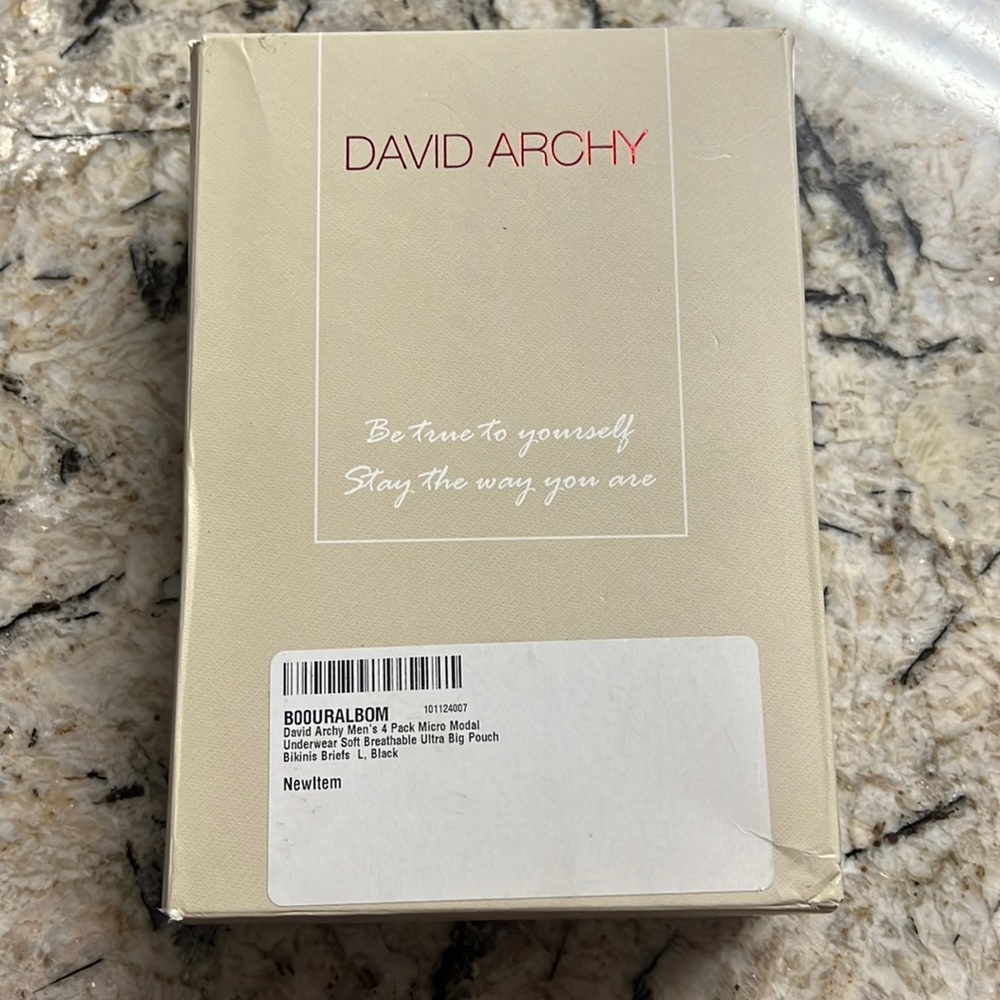 DAVID ARCHY
Be true to yourself
Stay the way you are
B00URALBOM
101124007
David Archy Men's 4 Pack Micro Modal
Underwear Soft Breathable Ultra Big Pouch
Bikinis Briefs L, Black
NewItem